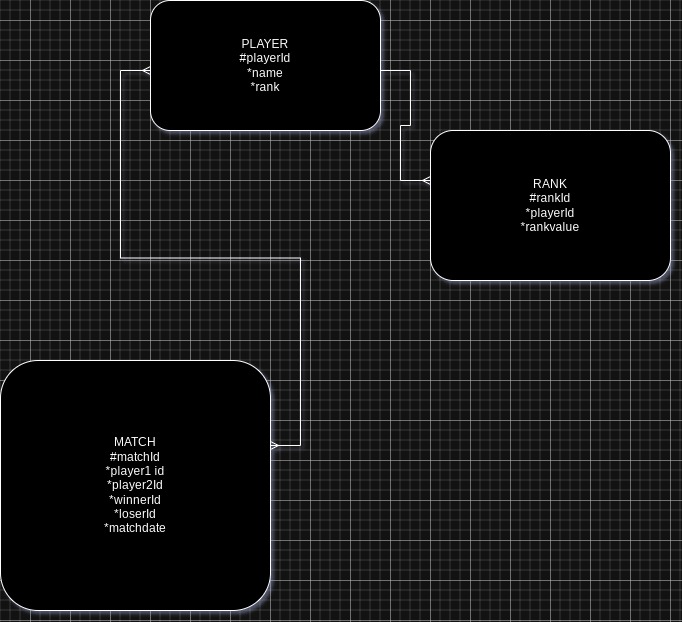 PLAYER
#playerId
*name
*rank
RANK
#rankId
*playerId
*rankvalue
MATCH
#matchId
*player1 id
*player2Id
*winnerId
*loserId
*matchdate